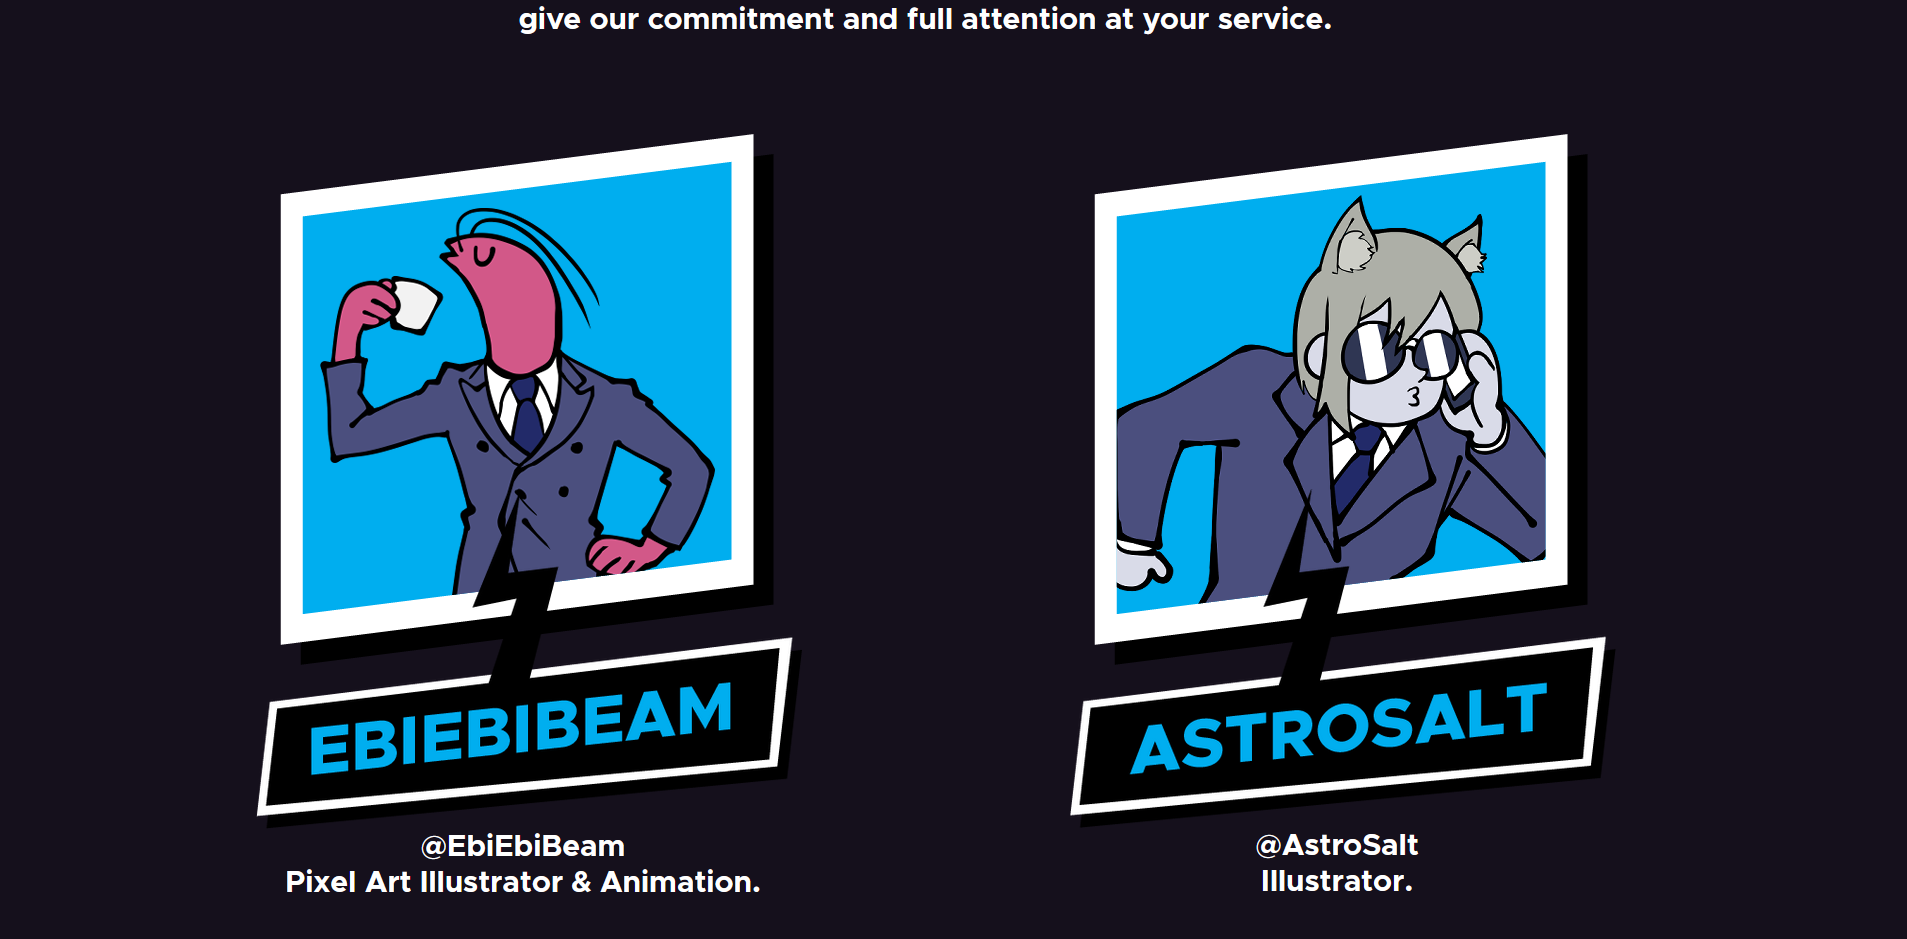 give our commitment and full attention at your service.
EBIEBIBEAM
@EbiEbiBeam
Pixel Art Illustrator & Animation.
ASTROSALT
@AstroSalt
Illustrator.